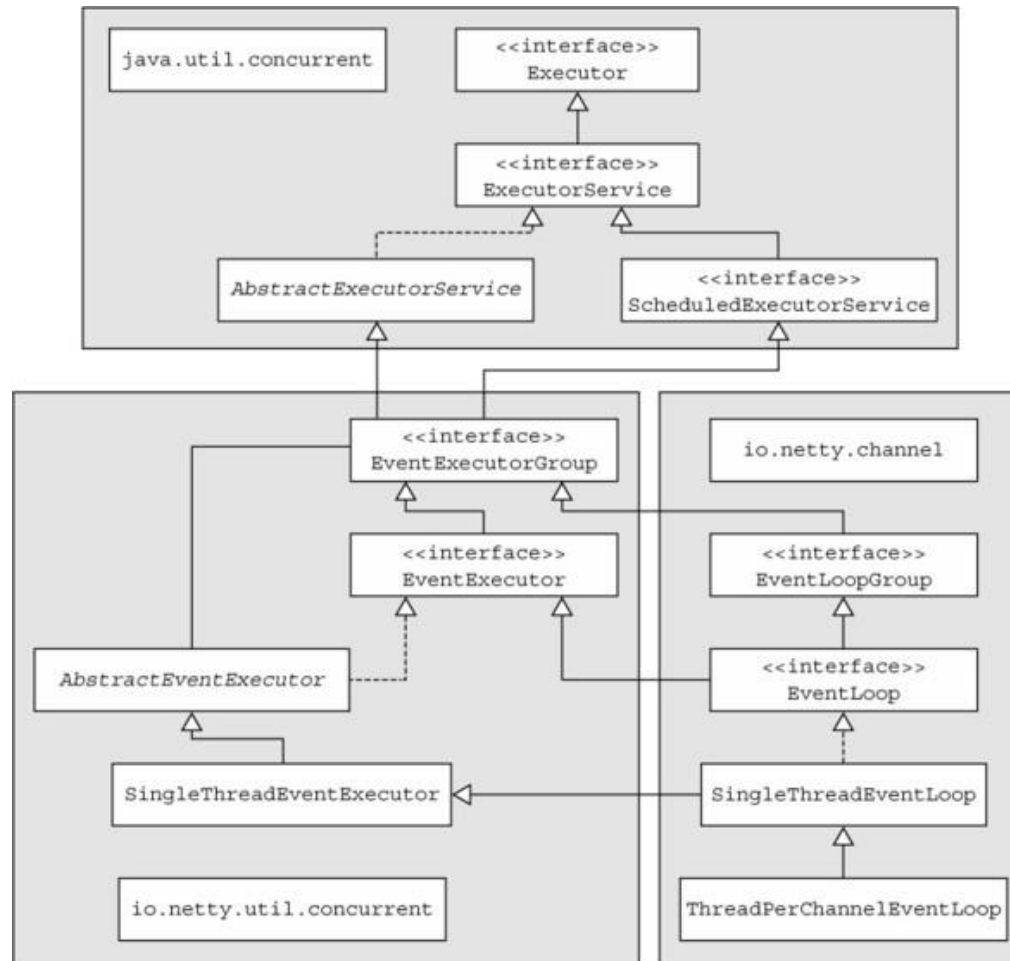 java.util.concurrent
<<interface>>
Executor
<<interface>>
ExecutorService
AbstractExecutorService
<<interface>>
ScheduledExecutorService
<<interface>>
EventExecutorGroup
io.netty.channel
<<interface>>
EventExecutor
<<interface>>
EventLoopGroup
AbstractEventExecutor
<<interface>>
EventLoop
SingleThreadEventExecutor
SingleThreadEventLoop
io.netty.util.concurrent
ThreadPerChannelEventLoop